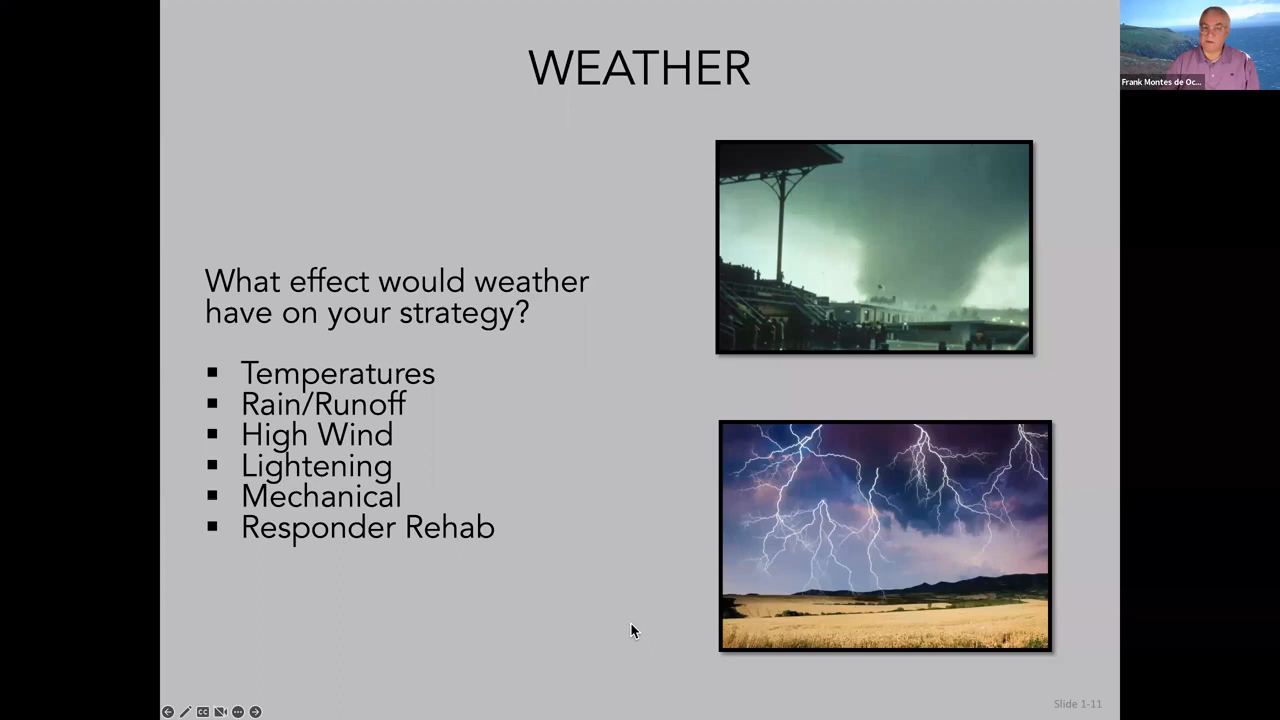 WEATHER
Frank Montes de Oc...
What effect would weather
have on your strategy?
▪ Temperatures
▪ Rain/Runoff
▪ High Wind
▪ Lightening
▪ Mechanical
▪ Responder Rehab
CC
Slide 1-11